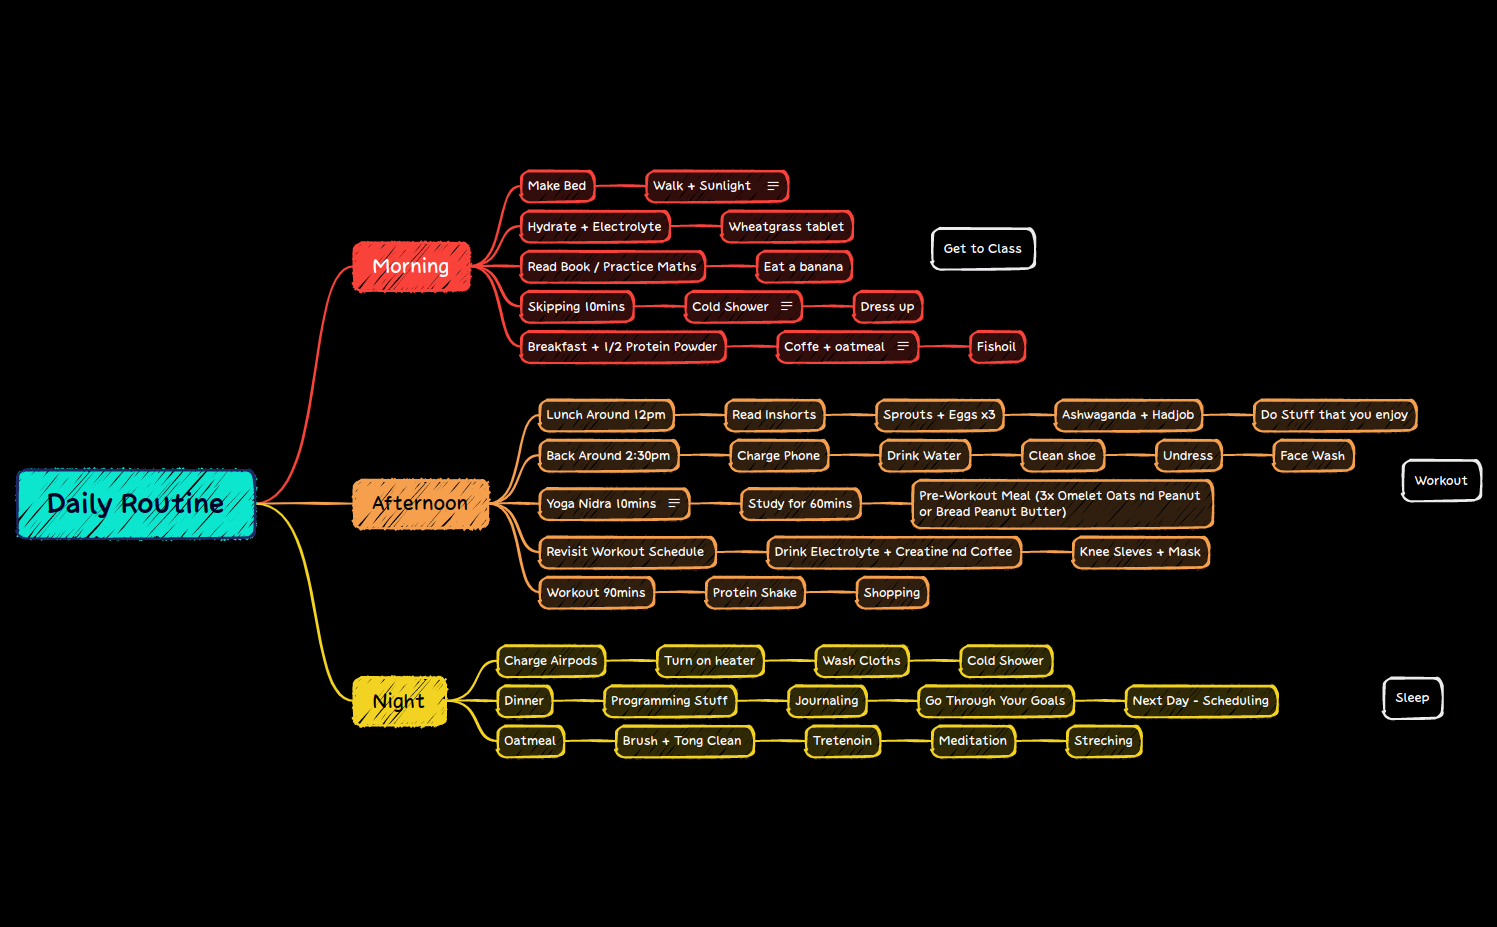 Daily Routine
Morning
Make Bed
Walk + Sunlight
Hydrate + Electrolyte
Wheatgrass tablet
Read Book / Practice Maths
Eat a banana
Skipping 10mins
Cold Shower
Dress up
Breakfast + 1/2 Protein Powder
Coffe + oatmeal
Fishoil
Get to Class
Afternoon
Lunch Around 12pm
Read Inshorts
Sprouts + Eggs x3
Ashwaganda + Hadjob
Do Stuff that you enjoy
Back Around 2:30pm
Charge Phone
Drink Water
Clean shoe
Undress
Face Wash
Yoga Nidra 10mins
Study for 60mins
Pre-Workout Meal (3x Omelet Oats nd Peanut
or Bread Peanut Butter)
Revisit Workout Schedule
Drink Electrolyte + Creatine nd Coffee
Knee Sleves + Mask
Workout 90mins
Protein Shake
Shopping
Workout
Night
Charge Airpods
Turn on heater
Wash Cloths
Cold Shower
Dinner
Programming Stuff
Journaling
Go Through Your Goals
Next Day - Scheduling
Oatmeal
Brush + Tong Clean
Tretenoin
Meditation
Streching
Sleep